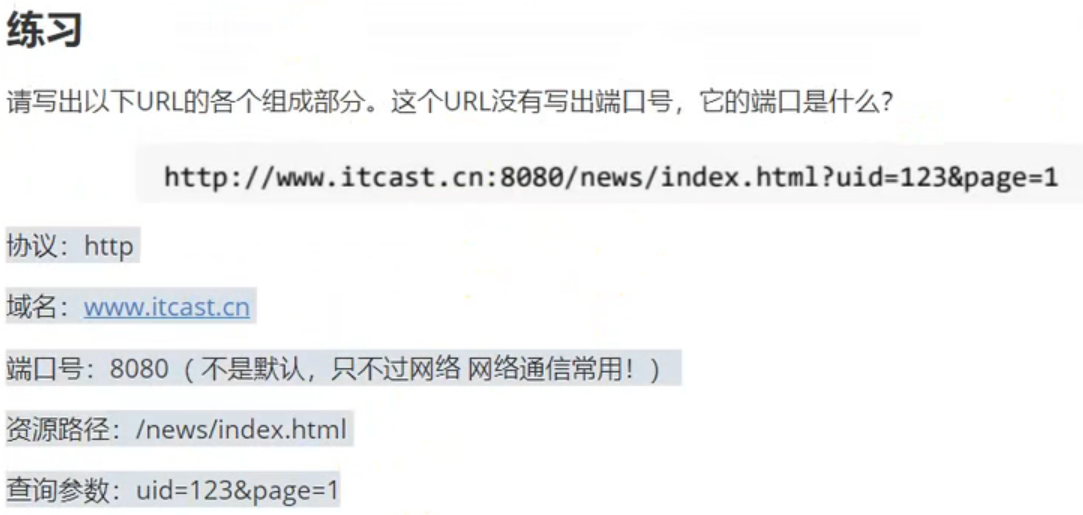 练习
请写出以下URL的各个组成部分。这个URL没有写出端口号，它的端口是什么？
http://www.itcast.cn:8080/news/index.html?uid=123&page=1
协议：http
域名：www.itcast.cn
端口号：8080（ 不是默认，只不过网络 网络通信常用！）
资源路径：/news/index.html
查询参数：uid=123&page=1